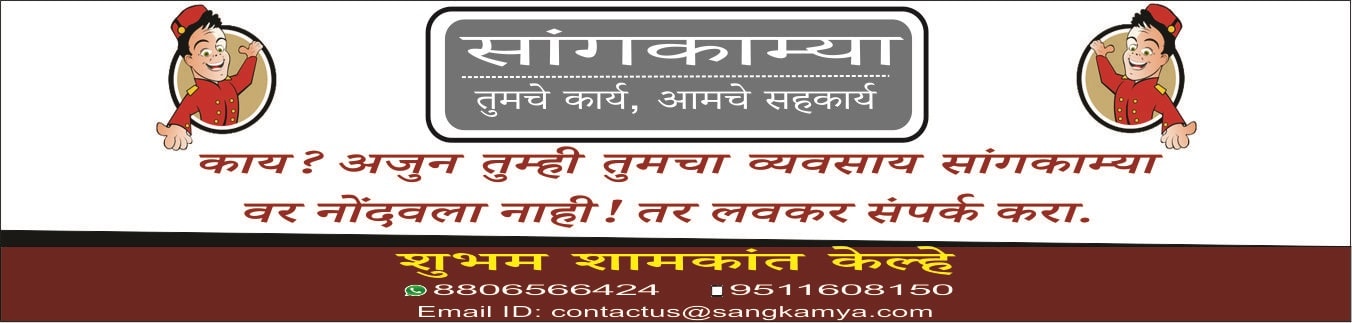 सांगकाम्या
तुमचे कार्य, आमचे सहकार्य
काय? अजुन तुम्ही तुमचा व्यवसाय सांगकाम्या
वर नोंदवला नाही! तर लवकर संपर्क करा.
शुभम शामकांत केल्हे
8806566424 9511608150
Email ID: contactus@sangkamya.com